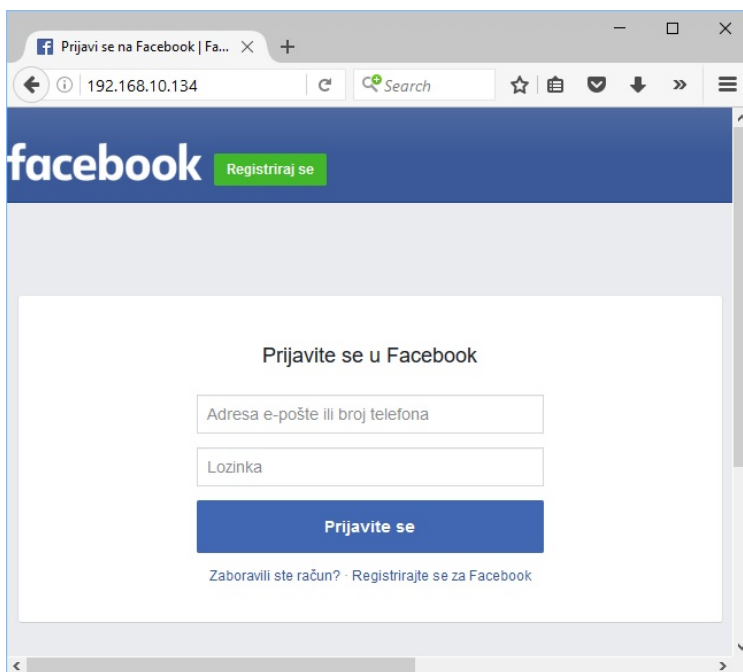 Prijavi se na Facebook | Fa...
192.168.10.134
Search
facebook
Registriraj se
Prijavite se u Facebook
Adresa e-pošte ili broj telefona
Lozinka
Prijavite se
Zaboravili ste račun? · Registrirajte se za Facebook